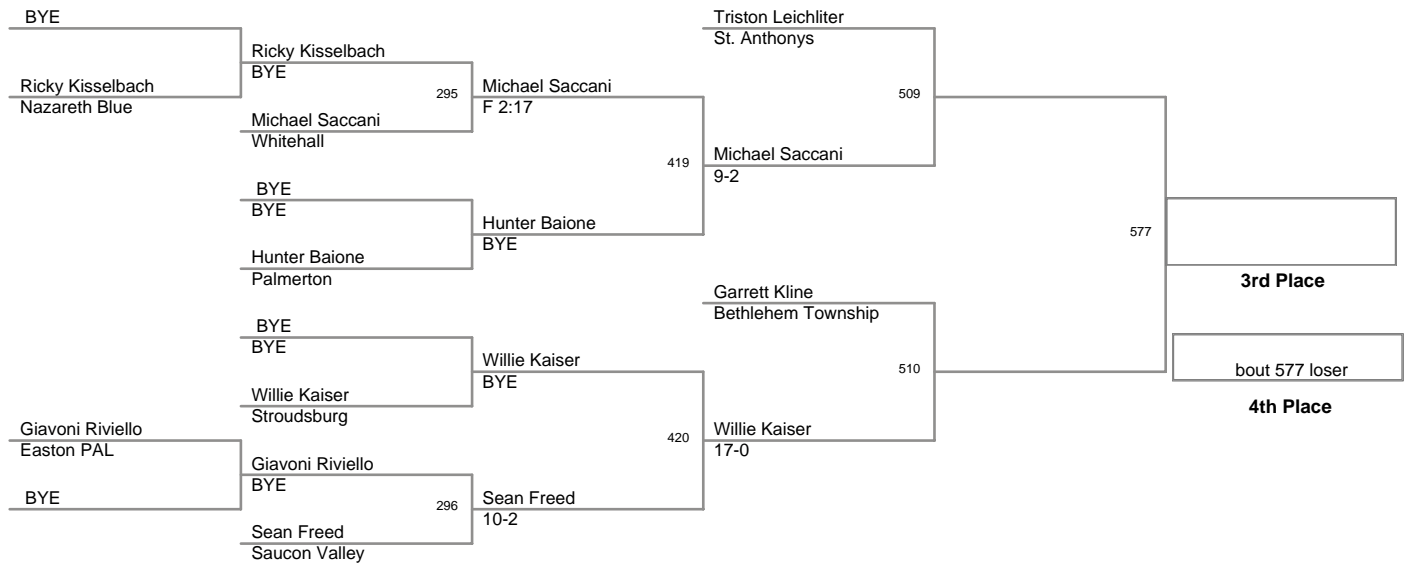 BYE
Ricky Kisselbach
Nazareth Blue
Ricky Kisselbach
BYE
295
Michael Saccani
Whitehall
Michael Saccani
F 2:17
BYE
BYE
Hunter Baione
Palmerton
Hunter Baione
BYE
419
Triston Leichliter
St. Anthonys
Michael Saccani
9-2
509
BYE
BYE
Willie Kaiser
Stroudsburg
Willie Kaiser
BYE
Giavoni Riviello
Easton PAL
BYE
Giavoni Riviello
BYE
296
Sean Freed
Saucon Valley
Sean Freed
10-2
420
Garrett Kline
Bethlehem Township
Willie Kaiser
17-0
510
577
3rd Place
bout 577 loser
4th Place